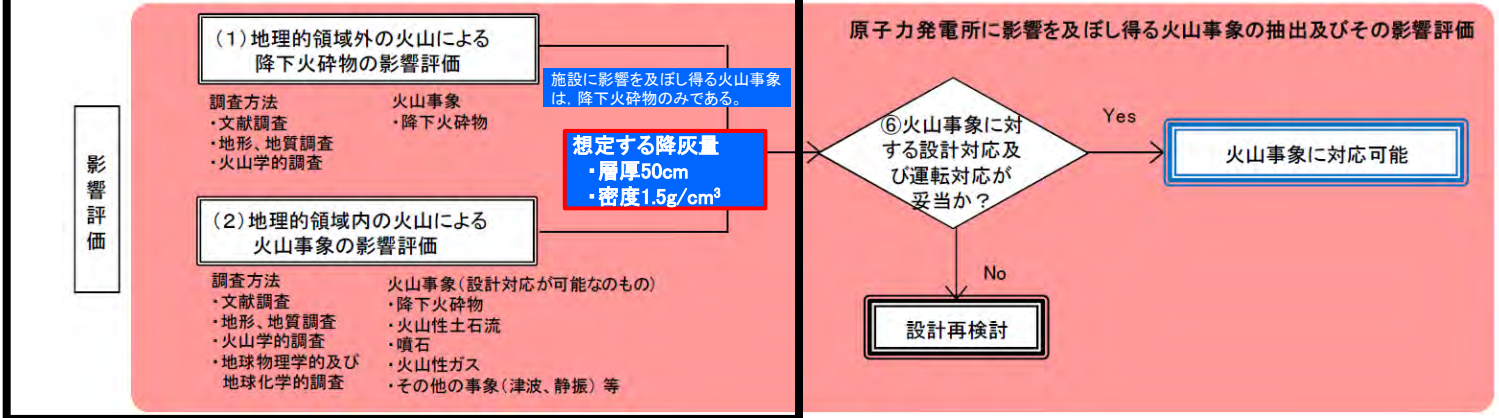 影響評価
(1)地理的領域外の火山による
降下火砕物の影響評価
調査方法
・文献調査
・地形、地質調査
・火山学的調査
火山事象
・降下火砕物
施設に影響を及ぼし得る火山事象
は，降下火砕物のみである。
想定する降灰量
・層厚50cm
・密度1.5g/cm³
(2)地理的領域内の火山による
火山事象の影響評価
調査方法
・文献調査
・地形、地質調査
・火山学的調査
・地球物理学的及び
地球化学的調査
火山事象(設計対応が可能なのもの)
・降下火砕物
・火山性土石流
・噴石
・火山性ガス
・その他の事象(津波、静振) 等
原子力発電所に影響を及ぼし得る火山事象の抽出及びその影響評価
⑥火山事象に対
する設計対応及
び運転対応が
妥当か？
Yes
火山事象に対応可能
No
設計再検討